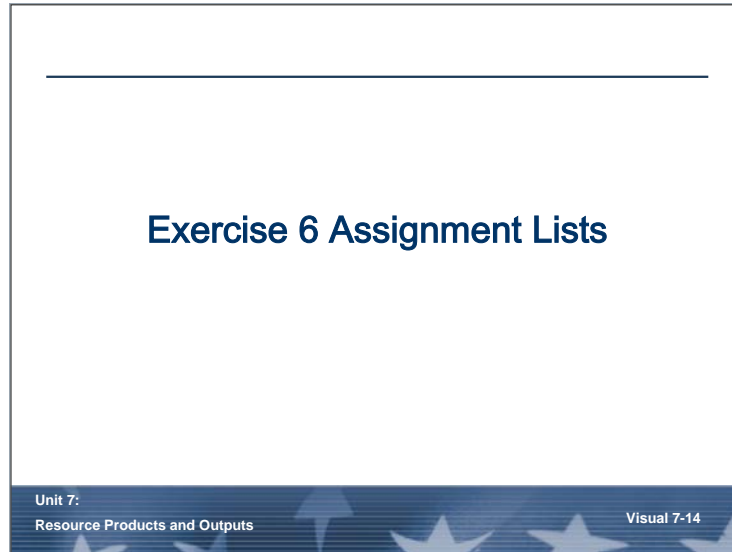 Exercise 6 Assignment Lists
Unit 7:
Resource Products and Outputs
Visual 7-14